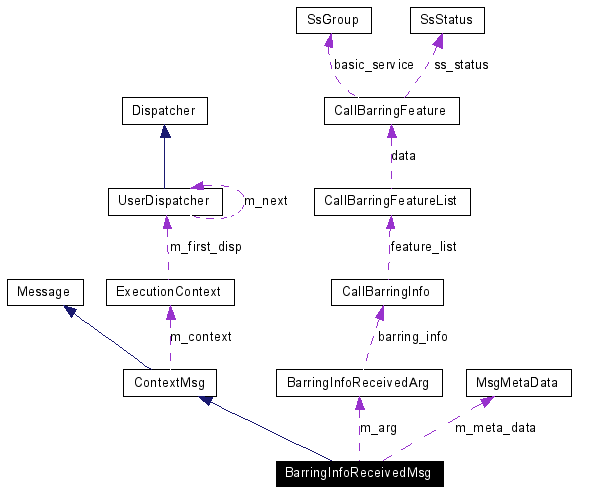 SsGroup
SsStatus
basic_service
ss_status
Dispatcher
CallBarringFeature
data
UserDispatcher
m_next
CallBarringFeatureList
m_first_disp
feature_list
Message
ExecutionContext
CallBarringInfo
m_context
barring_info
ContextMsg
BarringInfoReceivedArg
MsgMetaData
m_arg
m_meta_data
BarringInfoReceivedMsg